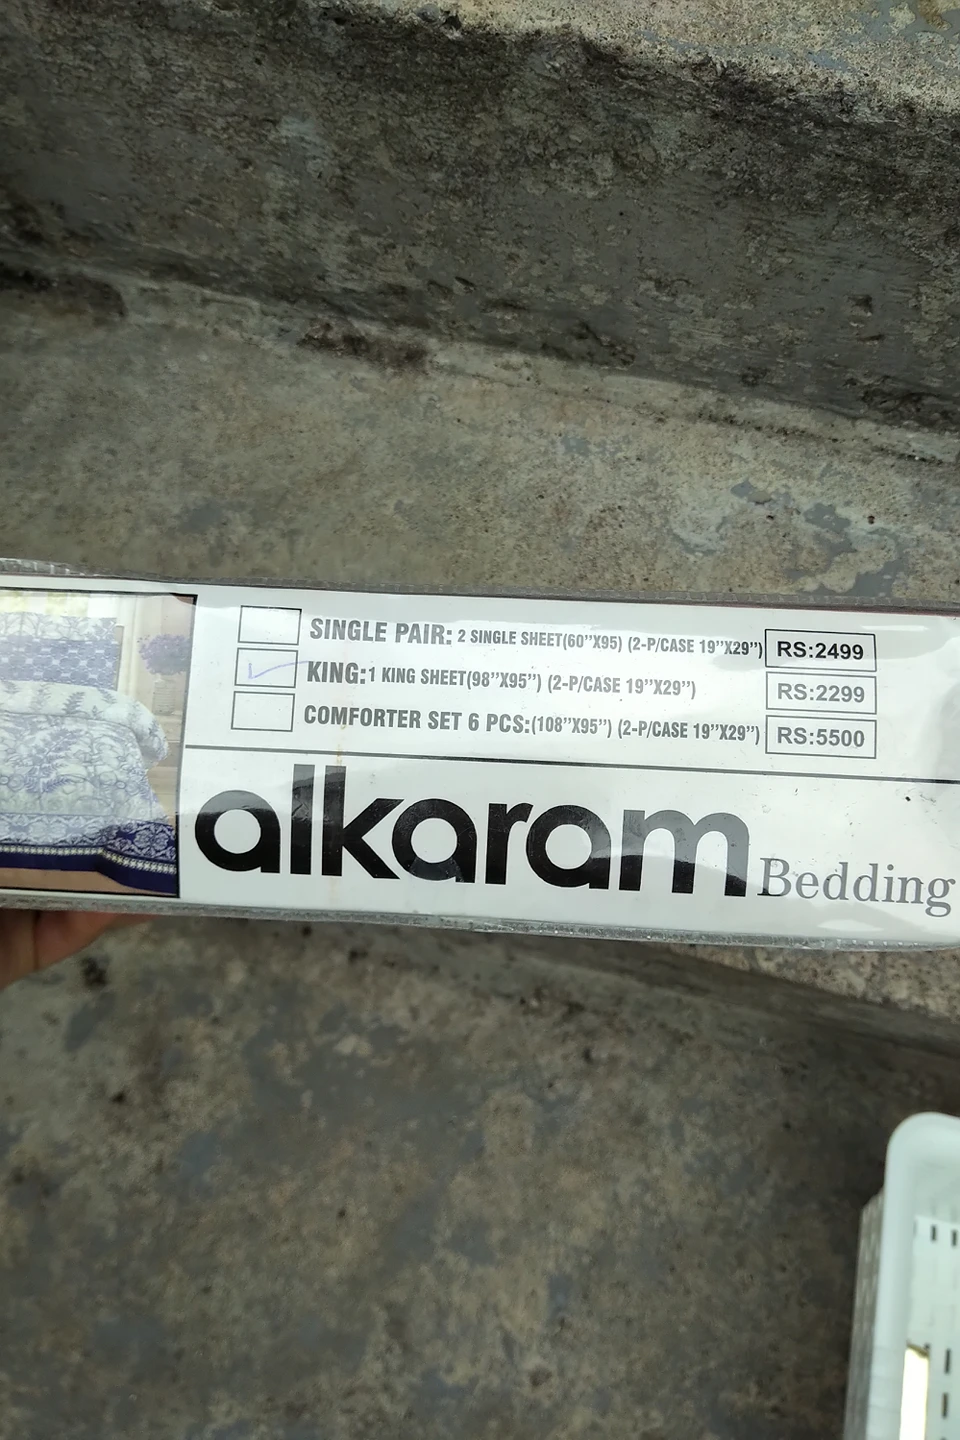 SINGLE PAIR: 2 SINGLE SHEET(60"X95) (2-P/CASE 19"X29") RS:2499
KING:1 KING SHEET(98"X95") (2-P/CASE 19"X29") RS:2299
COMFORTER SET 6 PCS:(108"X95") (2-P/CASE 19"X29") RS:5500
alkaram Bedding